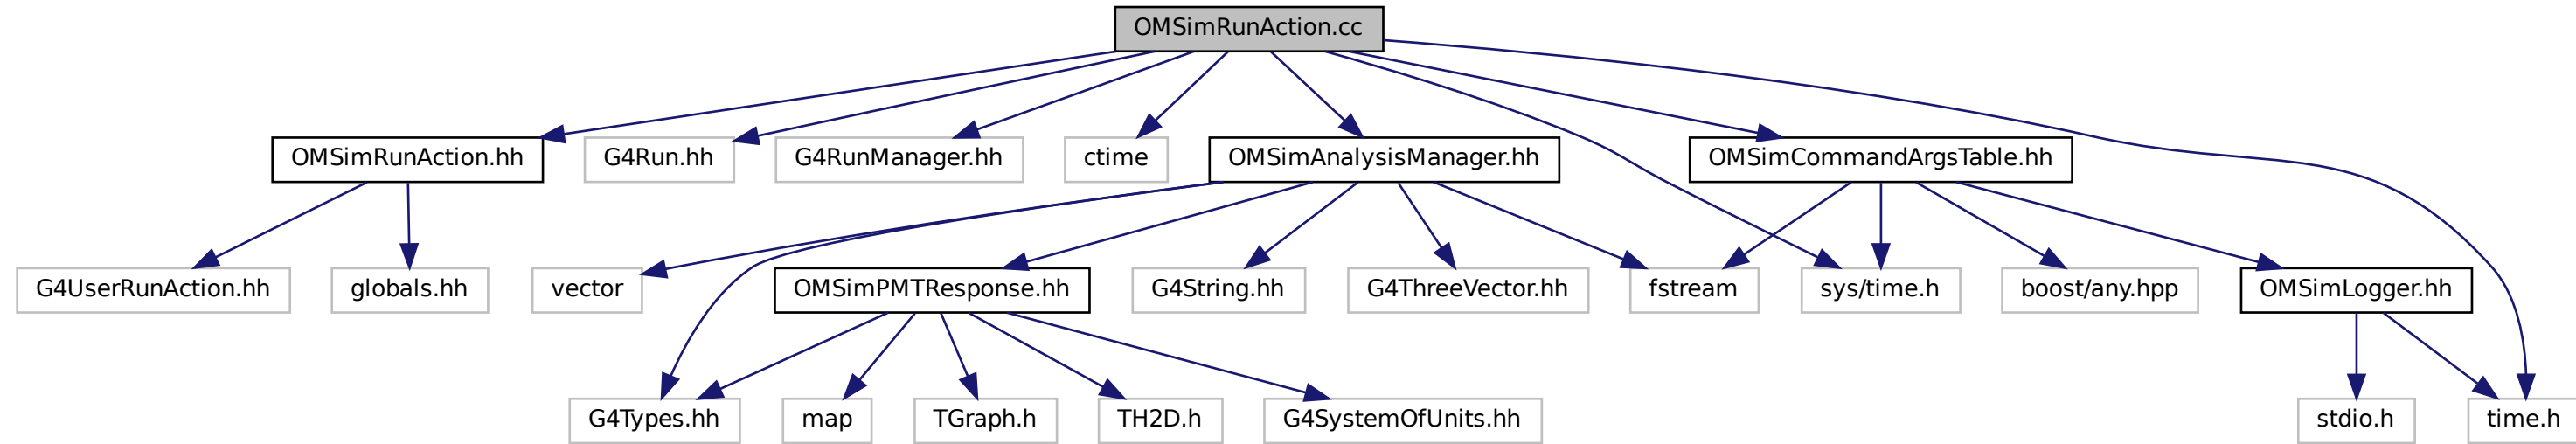 OMSimRunAction.cc
OMSimRunAction.hh
G4Run.hh
G4RunManager.hh
ctime
OMSimAnalysisManager.hh
OMSimCommandArgsTable.hh
G4UserRunAction.hh
globals.hh
vector
OMSimPMTResponse.hh
G4String.hh
G4ThreeVector.hh
fstream
sys/time.h
boost/any.hpp
OMSimLogger.hh
G4Types.hh
map
TGraph.h
TH2D.h
G4SystemOfUnits.hh
stdio.h
time.h